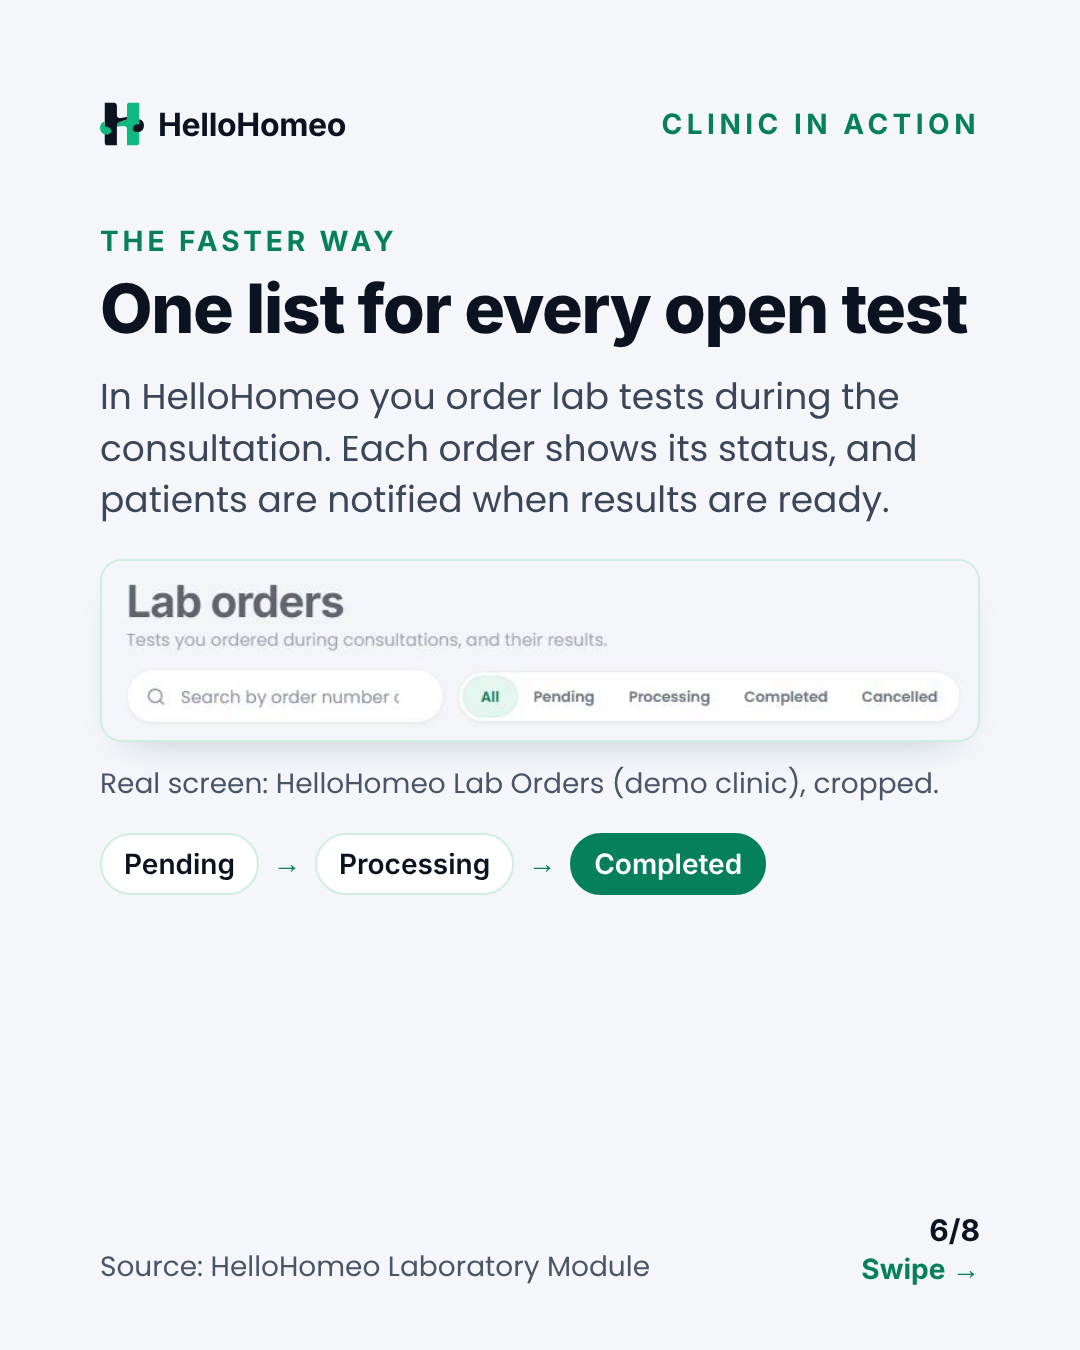 HelloHomeo
CLINIC IN ACTION
THE FASTER WAY
One list for every open test
In HelloHomeo you order lab tests during the
consultation. Each order shows its status, and
patients are notified when results are ready.
Lab orders
Tests you ordered during consultations, and their results.
Search by order number c
All Pending Processing Completed Cancelled
Real screen: HelloHomeo Lab Orders (demo clinic), cropped.
Pending → Processing → Completed
6/8
Source: HelloHomeo Laboratory Module
Swipe →